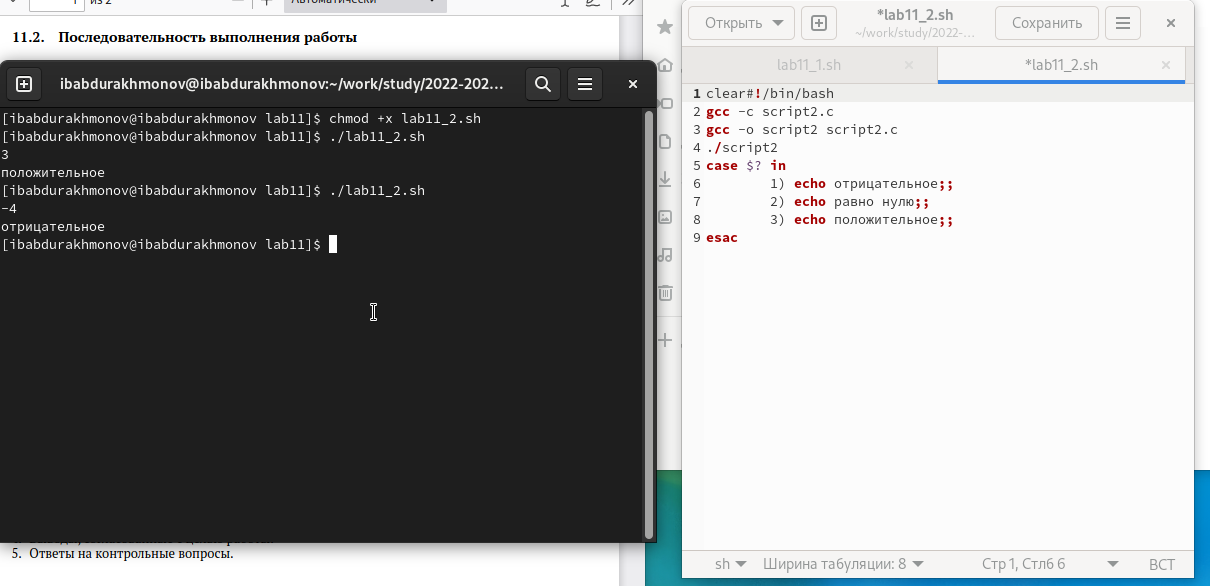 1 из 2 Автоматически
11.2. Последовательность выполнения работы
ibabdurakhmonov@ibabdurakhmonov:~/work/study/2022-202...
[ibabdurakhmonov@ibabdurakhmonov lab11]$ chmod +x lab11_2.sh
[ibabdurakhmonov@ibabdurakhmonov lab11]$ ./lab11_2.sh
3
положительное
[ibabdurakhmonov@ibabdurakhmonov lab11]$ ./lab11_2.sh
-4
отрицательное
[ibabdurakhmonov@ibabdurakhmonov lab11]$
5. Ответы на контрольные вопросы.
Открыть
*lab11_2.sh
~/work/study/2022-...
Сохранить
lab11_1.sh
*lab11_2.sh
1 clear#!/bin/bash
2 gcc -c script2.c
3 gcc -o script2 script2.c
4 ./script2
5 case $? in
6 1) echo отрицательное;;
7 2) echo равно нулю;;
8 3) echo положительное;;
9 esac
sh Ширина табуляции: 8 Стр 1, Стлб 6 ВСТ